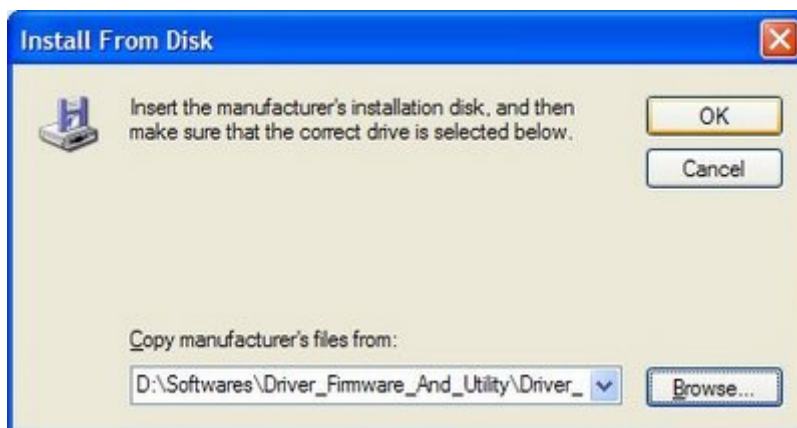 Install From Disk
Insert the manufacturer's installation disk, and then
make sure that the correct drive is selected below.
OK
Cancel
Copy manufacturer's files from:
D:\Softwares\Driver_Firmware_And_Utility\Driver_
Browse...